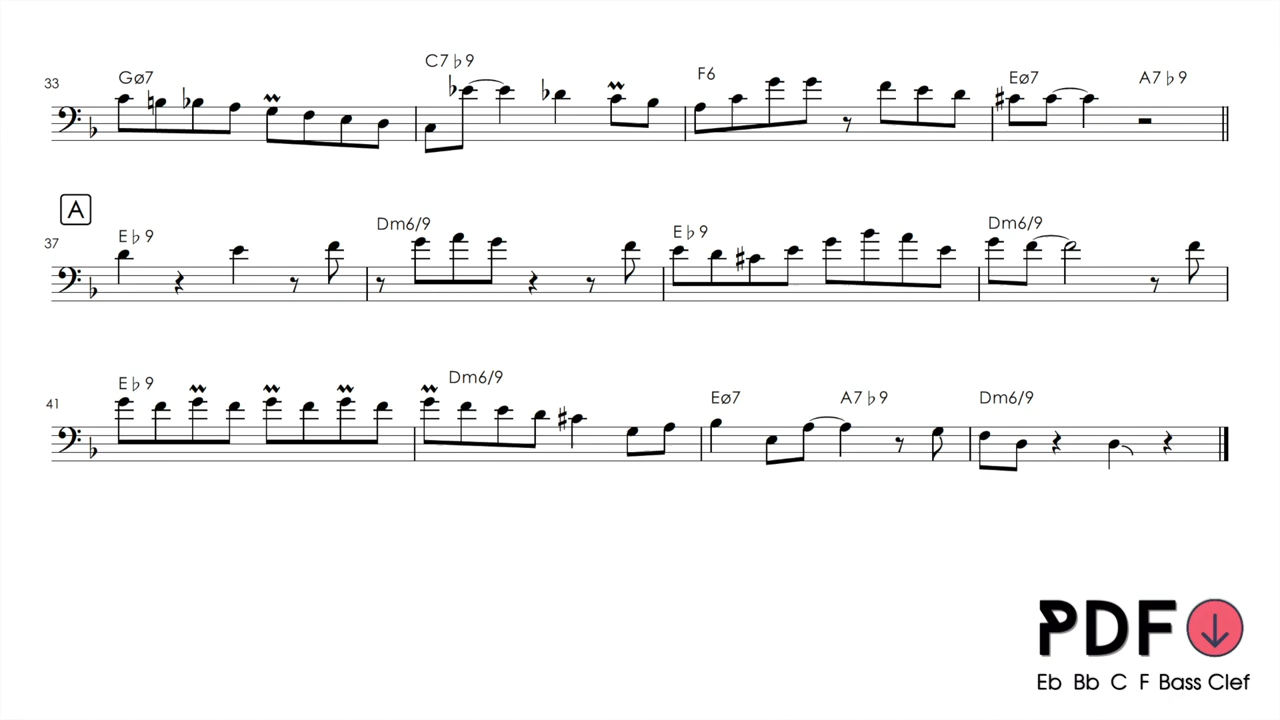 33 Gø7 C7♭9 F6 Eø7 A7♭9
A
37 E♭9 Dm6/9 E♭9 Dm6/9
41 E♭9 Dm6/9 Eø7 A7♭9 Dm6/9
PDF
Eb Bb C F Bass Clef